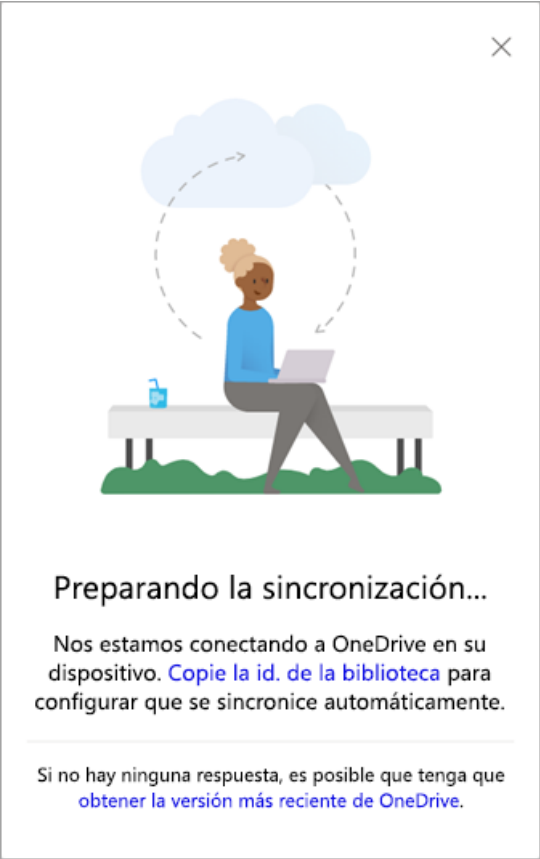 Preparando la sincronización...
Nos estamos conectando a OneDrive en su
dispositivo. Copie la id. de la biblioteca para
configurar que se sincronice automáticamente.
Si no hay ninguna respuesta, es posible que tenga que
obtener la versión más reciente de OneDrive.